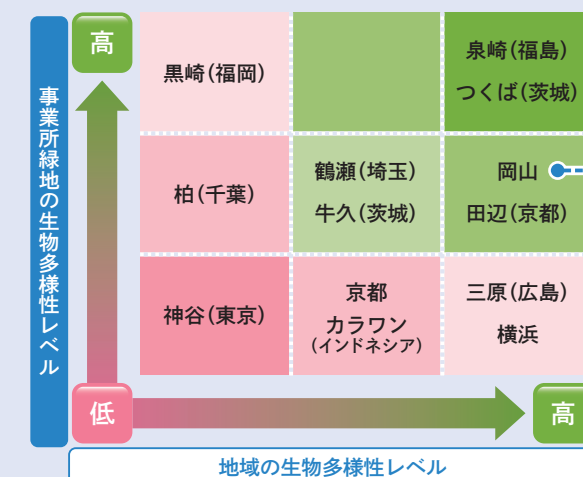 事業所緑地の生物多様性レベル
高
黒崎(福岡)
泉崎(福島)
つくば(茨城)
柏(千葉)
鶴瀬(埼玉)
牛久(茨城)
岡山
田辺(京都)
神谷(東京)
京都
カラワン
(インドネシア)
三原(広島)
横浜
低
高
地域の生物多様性レベル